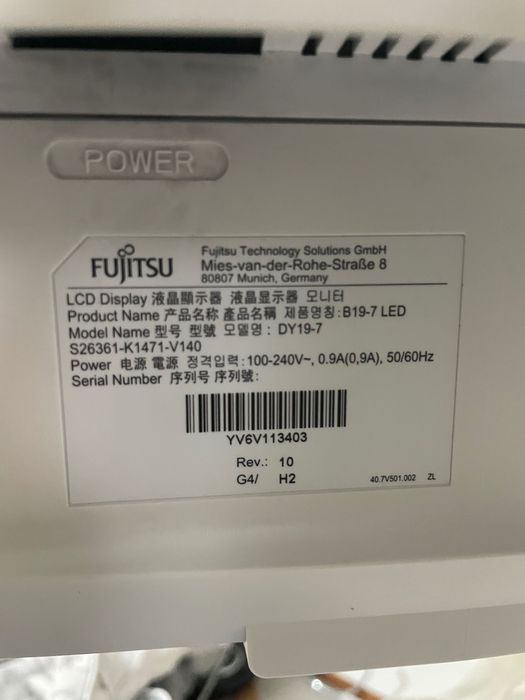 POWER
FUJITSU
Fujitsu Technology Solutions GmbH
Mies-van-der-Rohe-Straße 8
80807 Munich, Germany
LCD Display 液晶顯示器 液晶显示器 모니터
Product Name 产品名称 產品名稱 제품명칭:B19-7 LED
Model Name 型号 型號 모델명: DY19-7
S26361-K1471-V140
Power 电源 電源 정격입력:100-240V~, 0.9A(0,9A), 50/60Hz
Serial Number 序列号 序列號:
YV6V113403
Rev.: 10
G4/ H2
40.7V501.002 ZL